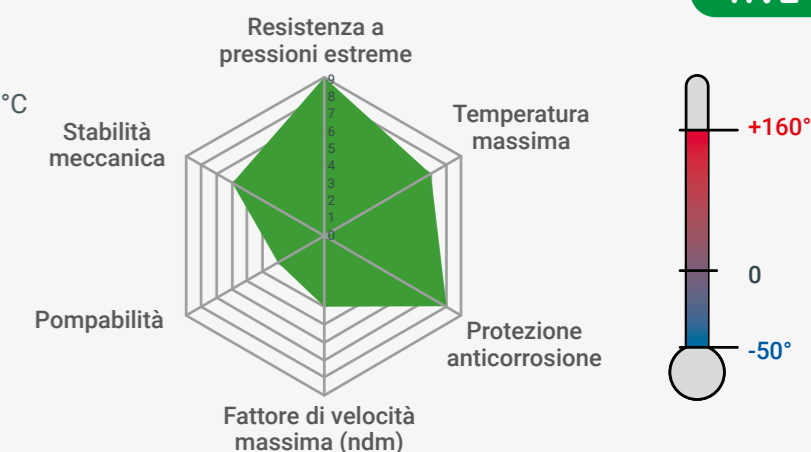 Resistenza a
pressioni estreme
°C
Stabilità
meccanica
Temperatura
massima
9
8
7
6
5
4
3
2
1
0
Pompabilità
Protezione
anticorrosione
Fattore di velocità
massima (ndm)
+160°
0
-50°